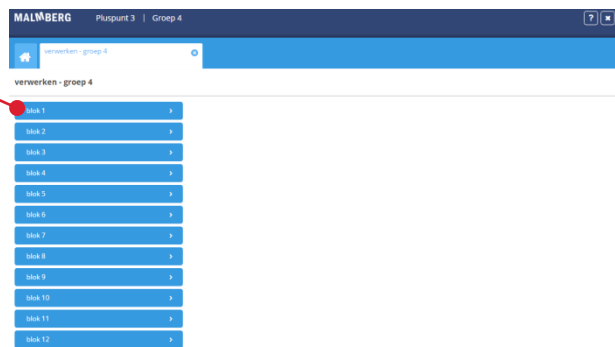 MALMBERG Pluspunt 3 | Groep 4 ?
verwerken - groep 4
verwerken - groep 4
blok 1
blok 2
blok 3
blok 4
blok 5
blok 6
blok 7
blok 8
blok 9
blok 10
blok 11
blok 12